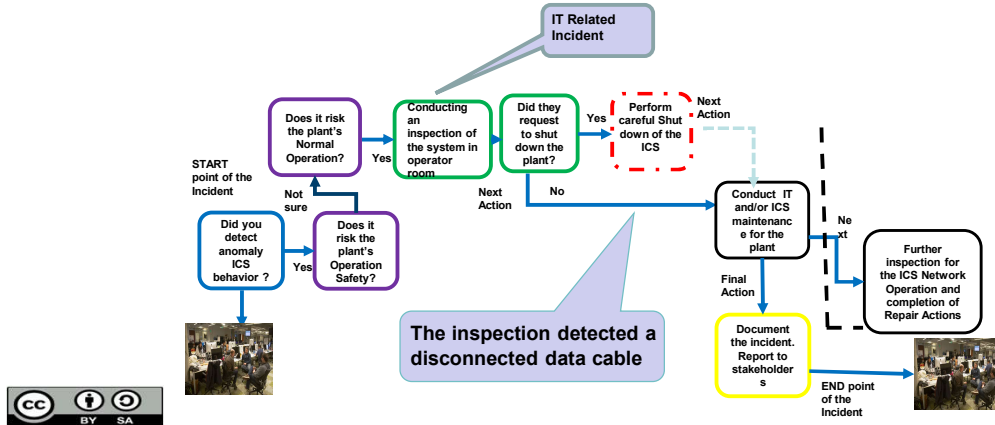 IT Related
Incident
Does it risk
the plant's
Normal
Operation?
Yes
Conducting
an
inspection of
the system in
operator
room
Did they
request
to shut
down the
plant?
Yes
Perform
careful Shut
down of the
ICS
Next
Action
START
point of the
Incident
Not
sure
Did you
detect
anomaly
ICS
behavior ?
Yes
Does it
risk the
plant's
Operation
Safety?
Next
Action
No
Conduct IT
and/or ICS
maintenanc
e for the
plant
Ne
xt
Further
inspection for
the ICS Network
Operation and
completion of
Repair Actions
Final
Action
The inspection detected a
disconnected data cable
Document
the incident.
Report to
stakeholder
s
END point
of the
Incident
CC
BY SA